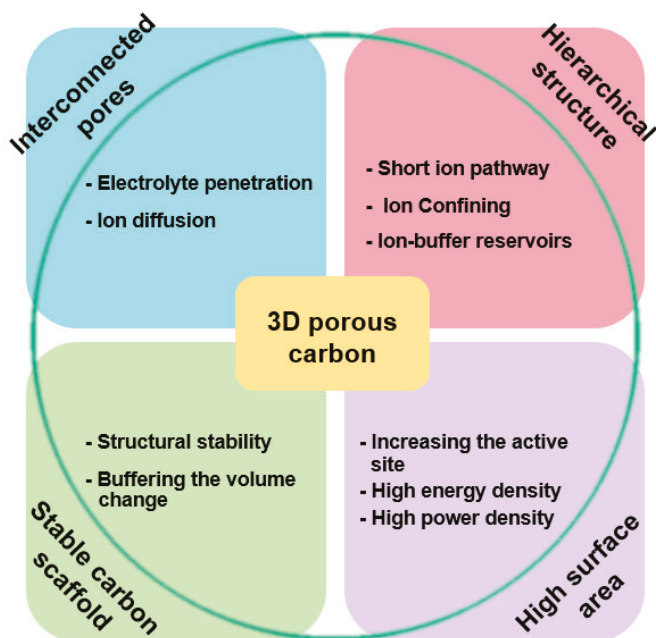 Interconnected
pores
- Electrolyte penetration
- Ion diffusion
Hierarchical
structure
- Short ion pathway
- Ion Confining
- Ion-buffer reservoirs
3D porous
carbon
- Structural stability
- Buffering the volume
change
Stable carbon
scaffold
- Increasing the active
site
- High energy density
- High power density
High surface
area